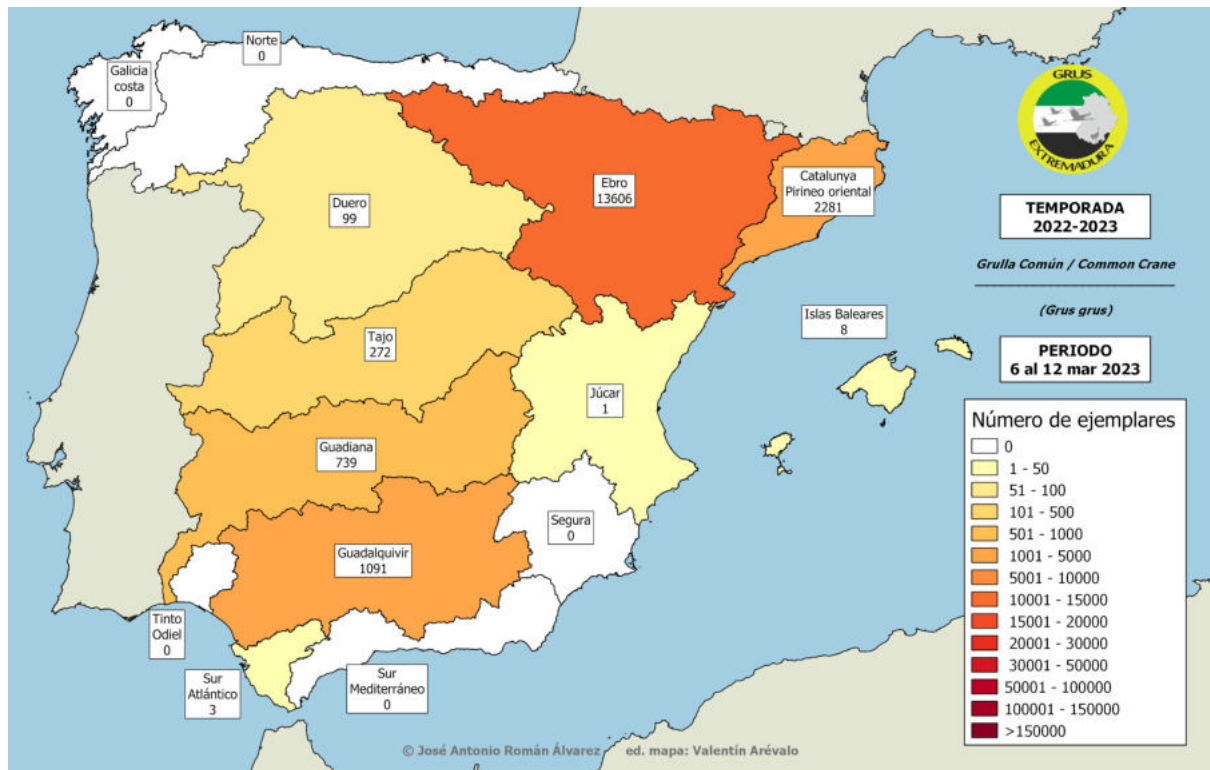 Norte
0
Galicia
costa
0
GRUS
EXTREMADURA
Ebro
13606
Catalunya
Pirineo oriental
2281
Duero
99
TEMPORADA
2022-2023
Grulla Común / Common Crane
(Grus grus)
Islas Baleares
8
PERIODO
6 al 12 mar 2023
Tajo
272
Júcar
1
Guadiana
739
Segura
0
Guadalquivir
1091
Tinto
Odiel
0
Sur
Atlántico
3
Sur
Mediterráneo
0
Número de ejemplares
0
1 - 50
51 - 100
101 - 500
501 - 1000
1001 - 5000
5001 - 10000
10001 - 15000
15001 - 20000
20001 - 30000
30001 - 50000
50001 - 100000
100001 - 150000
>150000
© José Antonio Román Álvarez ed. mapa: Valentín Arévalo